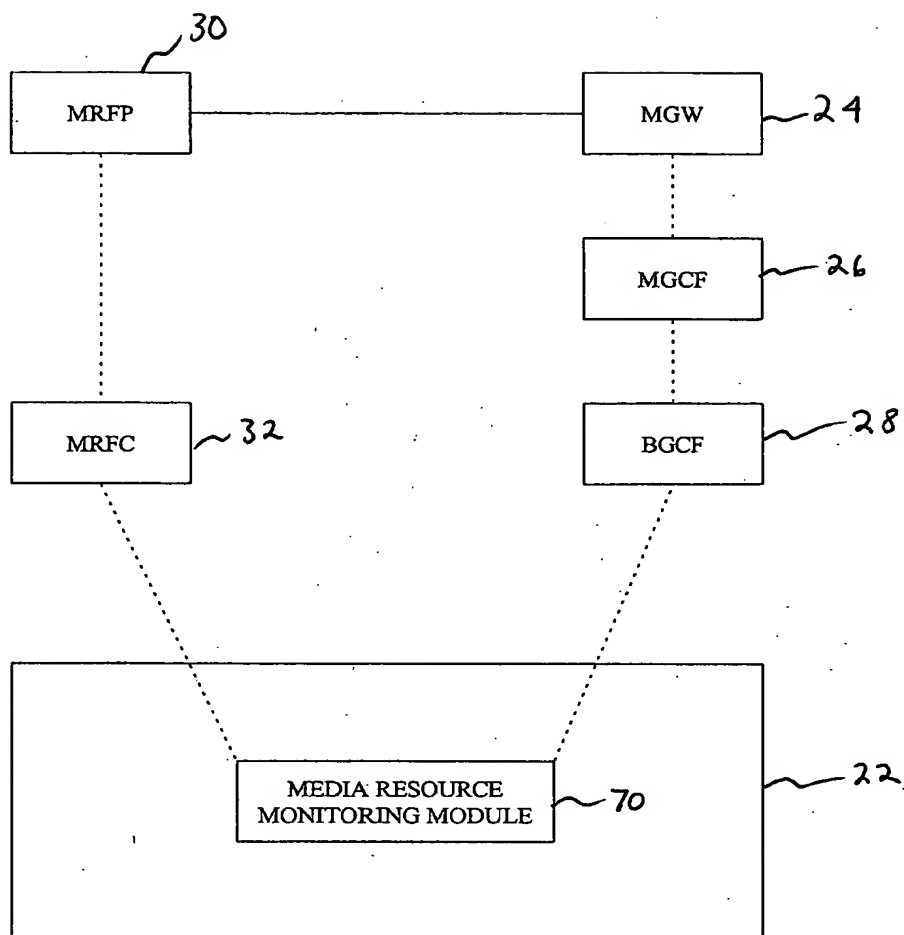 30
MRFP
MGW
24
MGCF
26
MRFC
32
BGCF
28
MEDIA RESOURCE
MONITORING MODULE
70
22